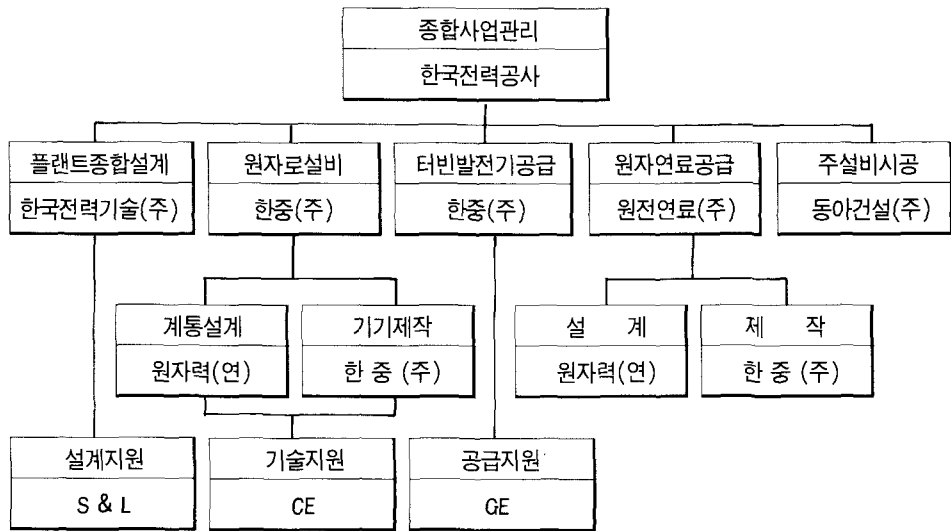 종합사업관리
한국전력공사
플랜트종합설계
한국전력기술(주)
원자로설비
한중(주)
터빈발전기공급
한중(주)
원자연료공급
원전연료(주)
주설비시공
동아건설(주)
계통설계
원자력(연)
기기제작
한 중 (주)
설 계
원자력(연)
제 작
한 중 (주)
설계지원
S & L
기술지원
CE
공급지원
GE